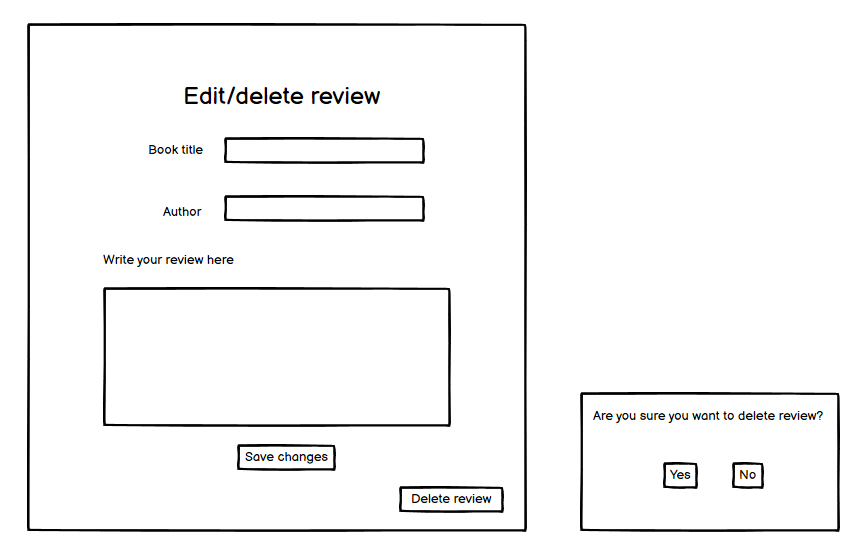 Edit/delete review
Book title
Author
Write your review here
Save changes
Delete review
Are you sure you want to delete review?
Yes
No